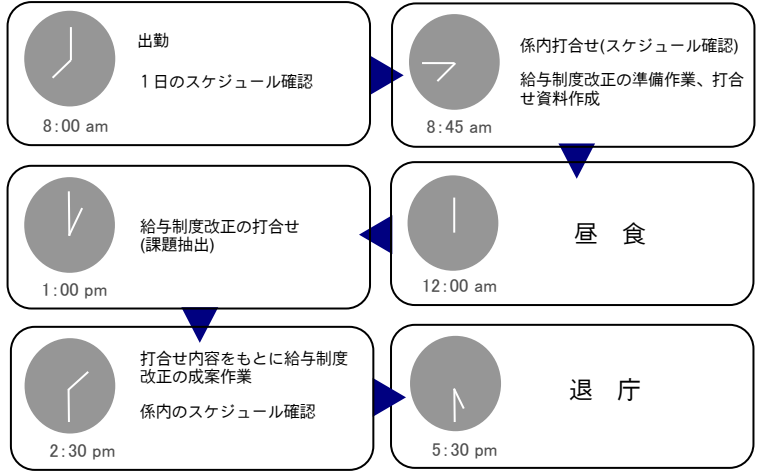 出勤
１日のスケジュール確認
8:00 am
係内打合せ(スケジュール確認)
給与制度改正の準備作業、打合
せ資料作成
8:45 am
昼　食
12:00 am
給与制度改正の打合せ
(課題抽出)
1:00 pm
打合せ内容をもとに給与制度
改正の成案作業
係内のスケジュール確認
2:30 pm
退　庁
5:30 pm